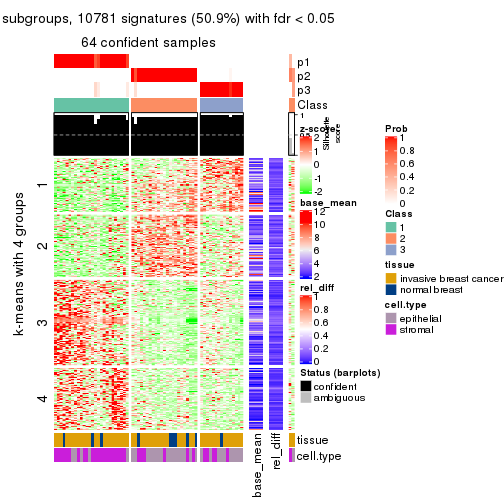 subgroups, 10781 signatures (50.9%) with fdr < 0.05
64 confident samples
p1
p2
p3
Class
1
Silhouette
score
k-means with 4 groups
1
2
3
4
base_mean
rel_diff
tissue
cell.type
z-score
2
1
0
-1
-2
base_mean
12
10
8
6
4
2
rel_diff
1
0.8
0.6
0.4
0.2
0
Status (barplots)
confident
ambiguous
Prob
1
0.8
0.6
0.4
0.2
0
Class
1
2
3
tissue
invasive breast cancer
normal breast
cell.type
epithelial
stromal